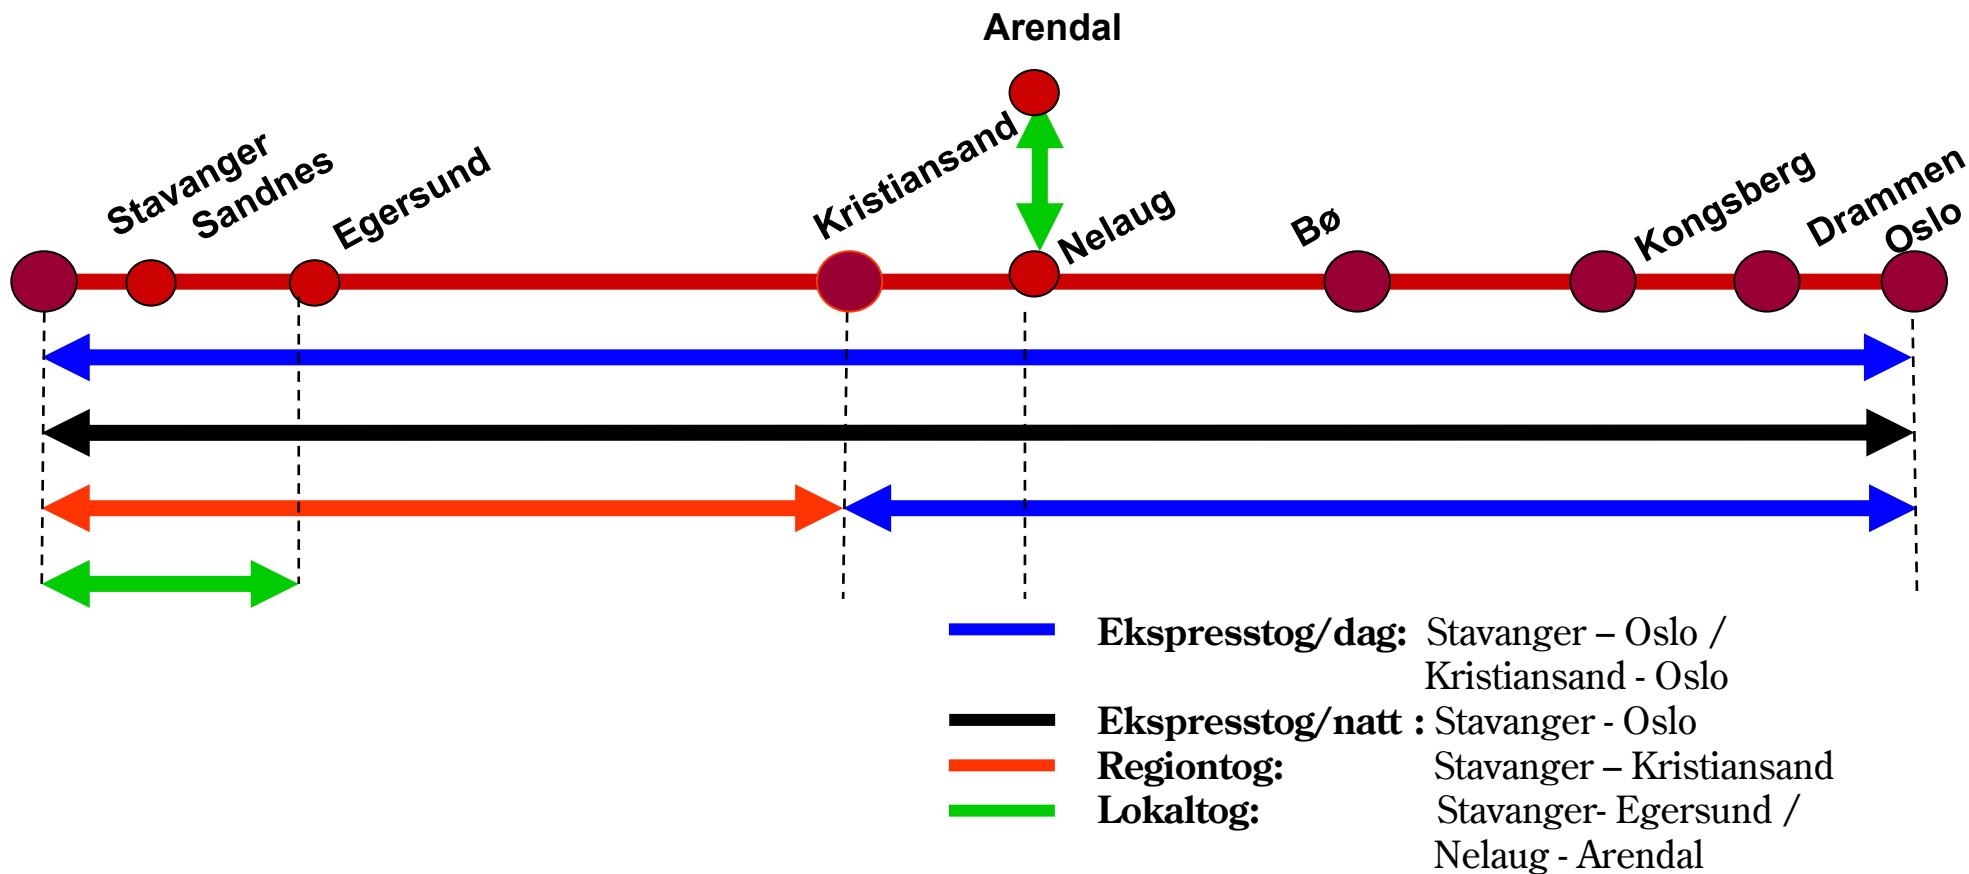 Arendal
Stavanger
Sandnes
Egersund
Kristiansand
Nelaug
Bø
Kongsberg
Drammen
Oslo
Ekspresstog/dag: Stavanger – Oslo /
Kristiansand - Oslo
Ekspresstog/natt : Stavanger - Oslo
Regiontog: Stavanger – Kristiansand
Lokaltog: Stavanger- Egersund /
Nelaug - Arendal